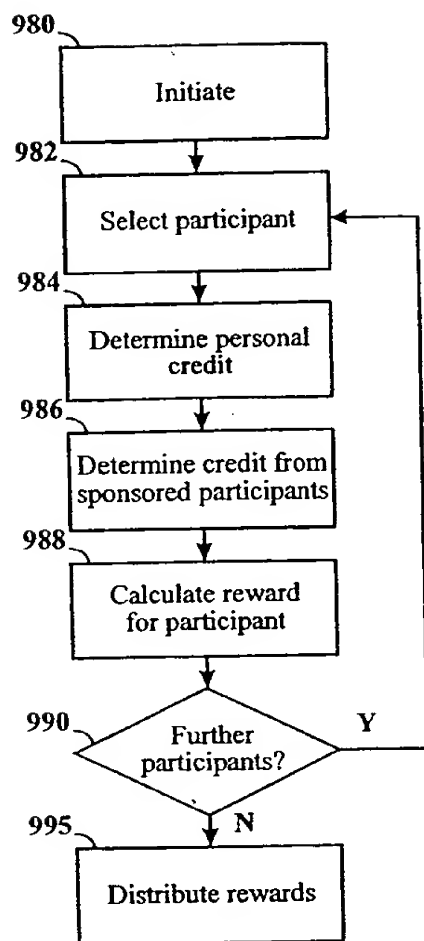 980
Initiate
982
Select participant
984
Determine personal
credit
986
Determine credit from
sponsored participants
988
Calculate reward
for participant
990
Further
participants?
Y
N
995
Distribute rewards